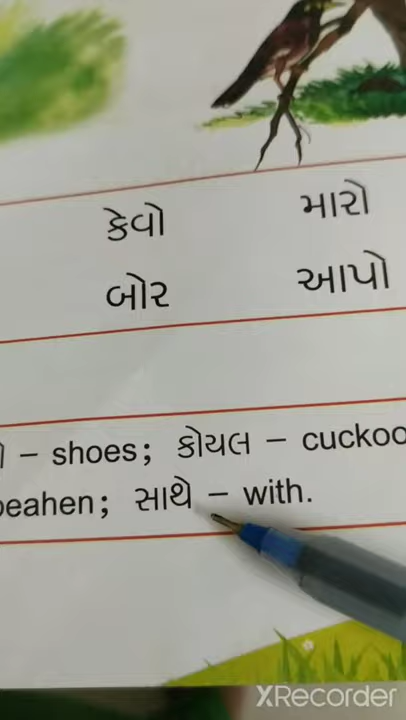 કેવો મારો
બોર આપો
– shoes; કોયલ – cuckoo
peahen; સાથે – with.
XRecorder